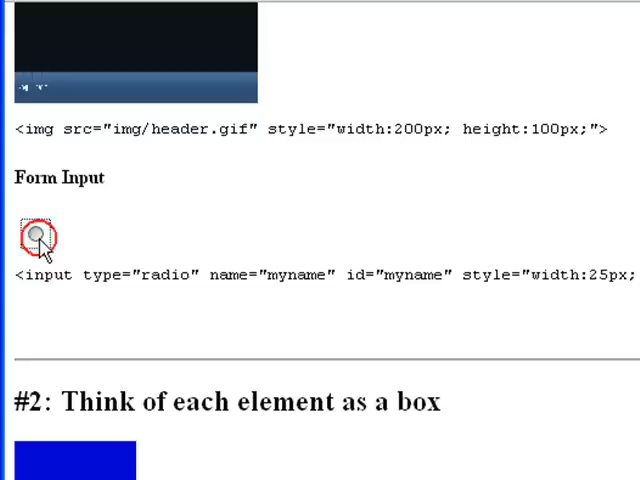 <img src="img/header.gif" style="width:200px; height:100px;">
Form Input
<input type="radio" name="myname" id="myname" style="width:25px;
#2: Think of each element as a box